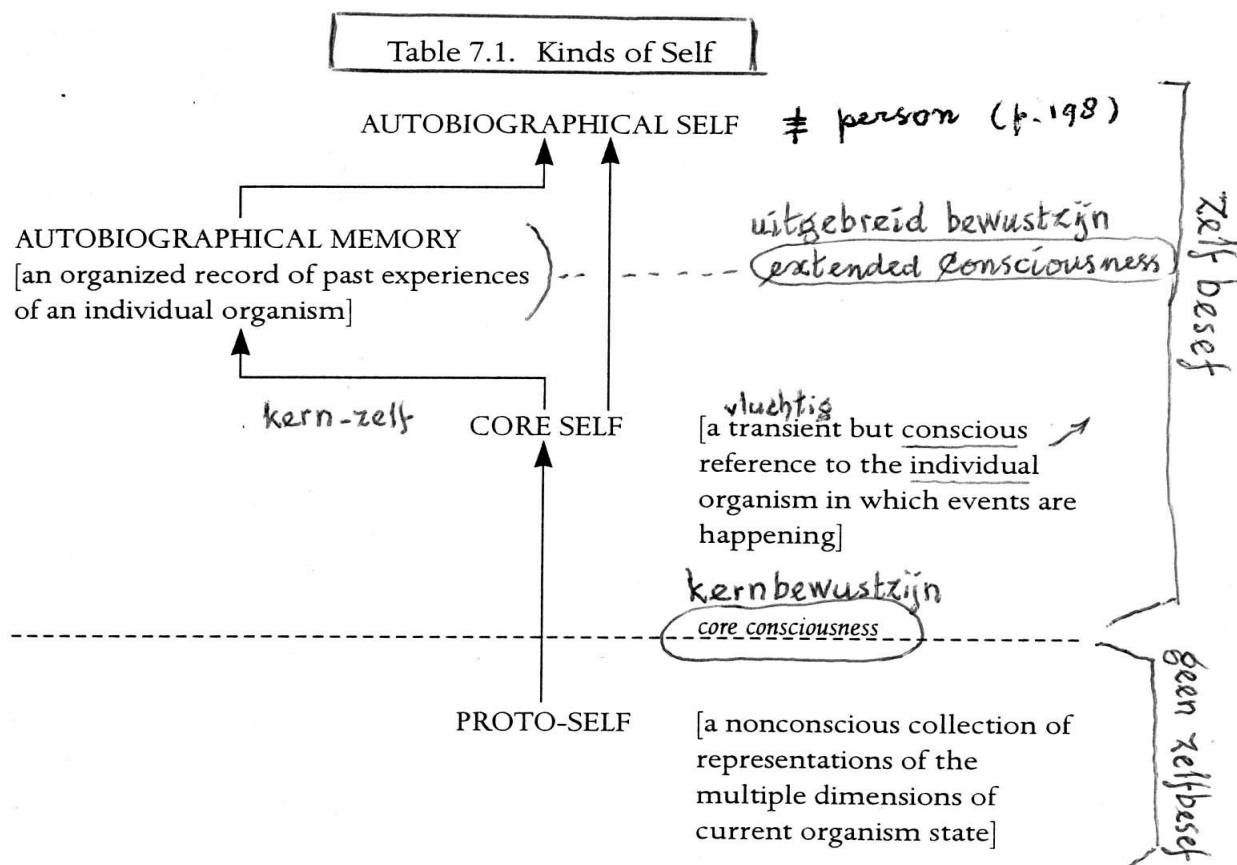 Table 7.1. Kinds of Self
AUTOBIOGRAPHICAL SELF ≠ person (p. 198)
uitgebreid bewustzijn
extended consciousness
AUTOBIOGRAPHICAL MEMORY
[an organized record of past experiences
of an individual organism]
zelf besef
kern-zelf
CORE SELF
vluchtig
[a transient but conscious
reference to the individual
organism in which events are
happening]
kernbewustzijn
core consciousness
PROTO-SELF
[a nonconscious collection of
representations of the
multiple dimensions of
current organism state]
geen zelfbesef